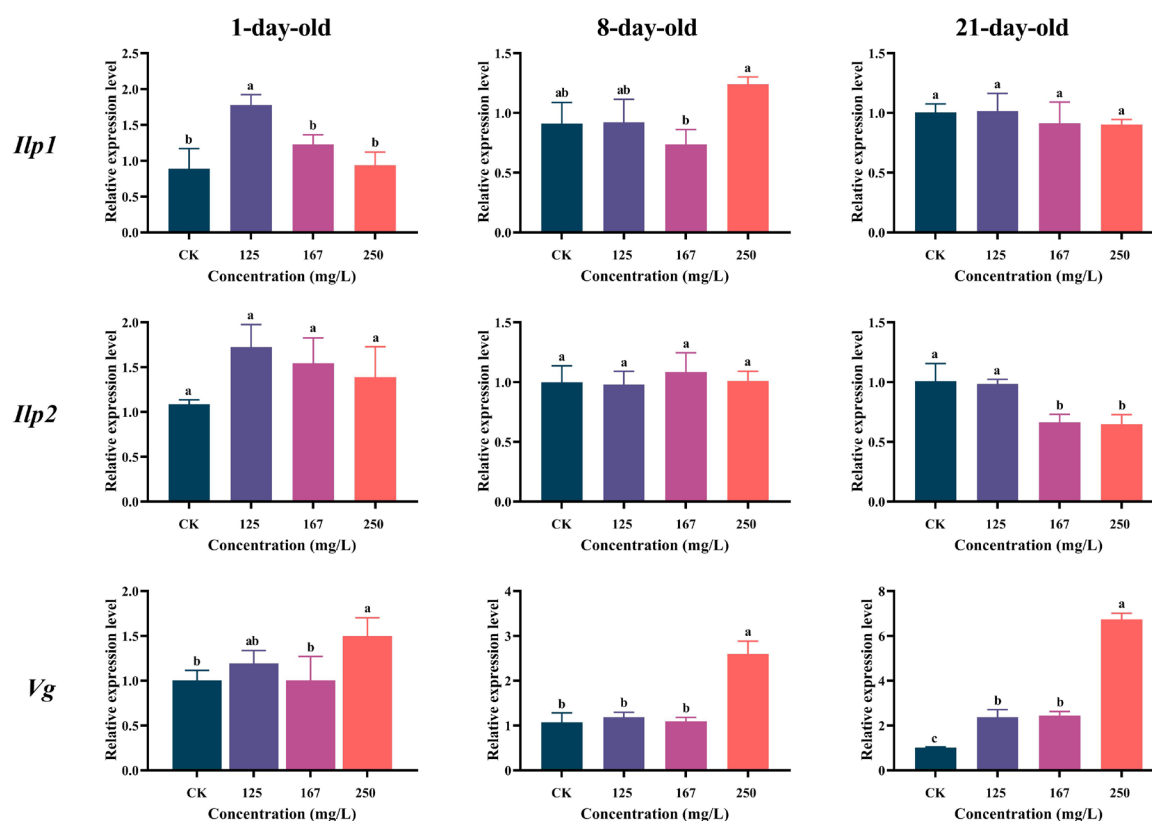 1-day-old 8-day-old 21-day-old
Ilp1
Relative expression level
2.5
2.0
1.5
1.0
0.5
0.0
b a b b
CK 125 167 250
Concentration (mg/L)
Relative expression level
1.5
1.0
0.5
0.0
ab ab b a
CK 125 167 250
Concentration (mg/L)
Relative expression level
1.5
1.0
0.5
0.0
a a a a
CK 125 167 250
Concentration (mg/L)
Ilp2
Relative expression level
2.0
1.5
1.0
0.5
0.0
a a a a
CK 125 167 250
Concentration (mg/L)
Relative expression level
1.5
1.0
0.5
0.0
a a a a
CK 125 167 250
Concentration (mg/L)
Relative expression level
1.5
1.0
0.5
0.0
a a b b
CK 125 167 250
Concentration (mg/L)
Vg
Relative expression level
2.0
1.5
1.0
0.5
0.0
b ab b a
CK 125 167 250
Concentration (mg/L)
Relative expression level
4
3
2
1
0
b b b a
CK 125 167 250
Concentration (mg/L)
Relative expression level
8
6
4
2
0
c b b a
CK 125 167 250
Concentration (mg/L)